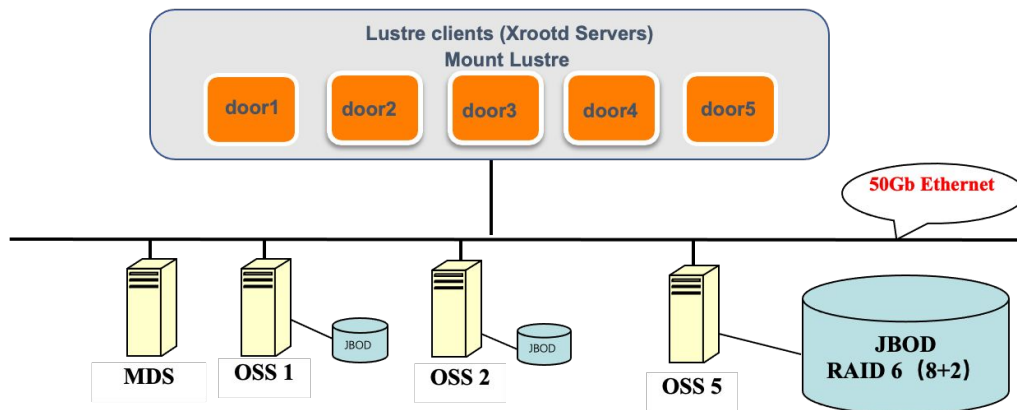 Lustre clients (Xrootd Servers)
Mount Lustre
door1
door2
door3
door4
door5
50Gb Ethernet
JBOD
JBOD
JBOD
RAID 6（8+2）
MDS
OSS 1
OSS 2
OSS 5